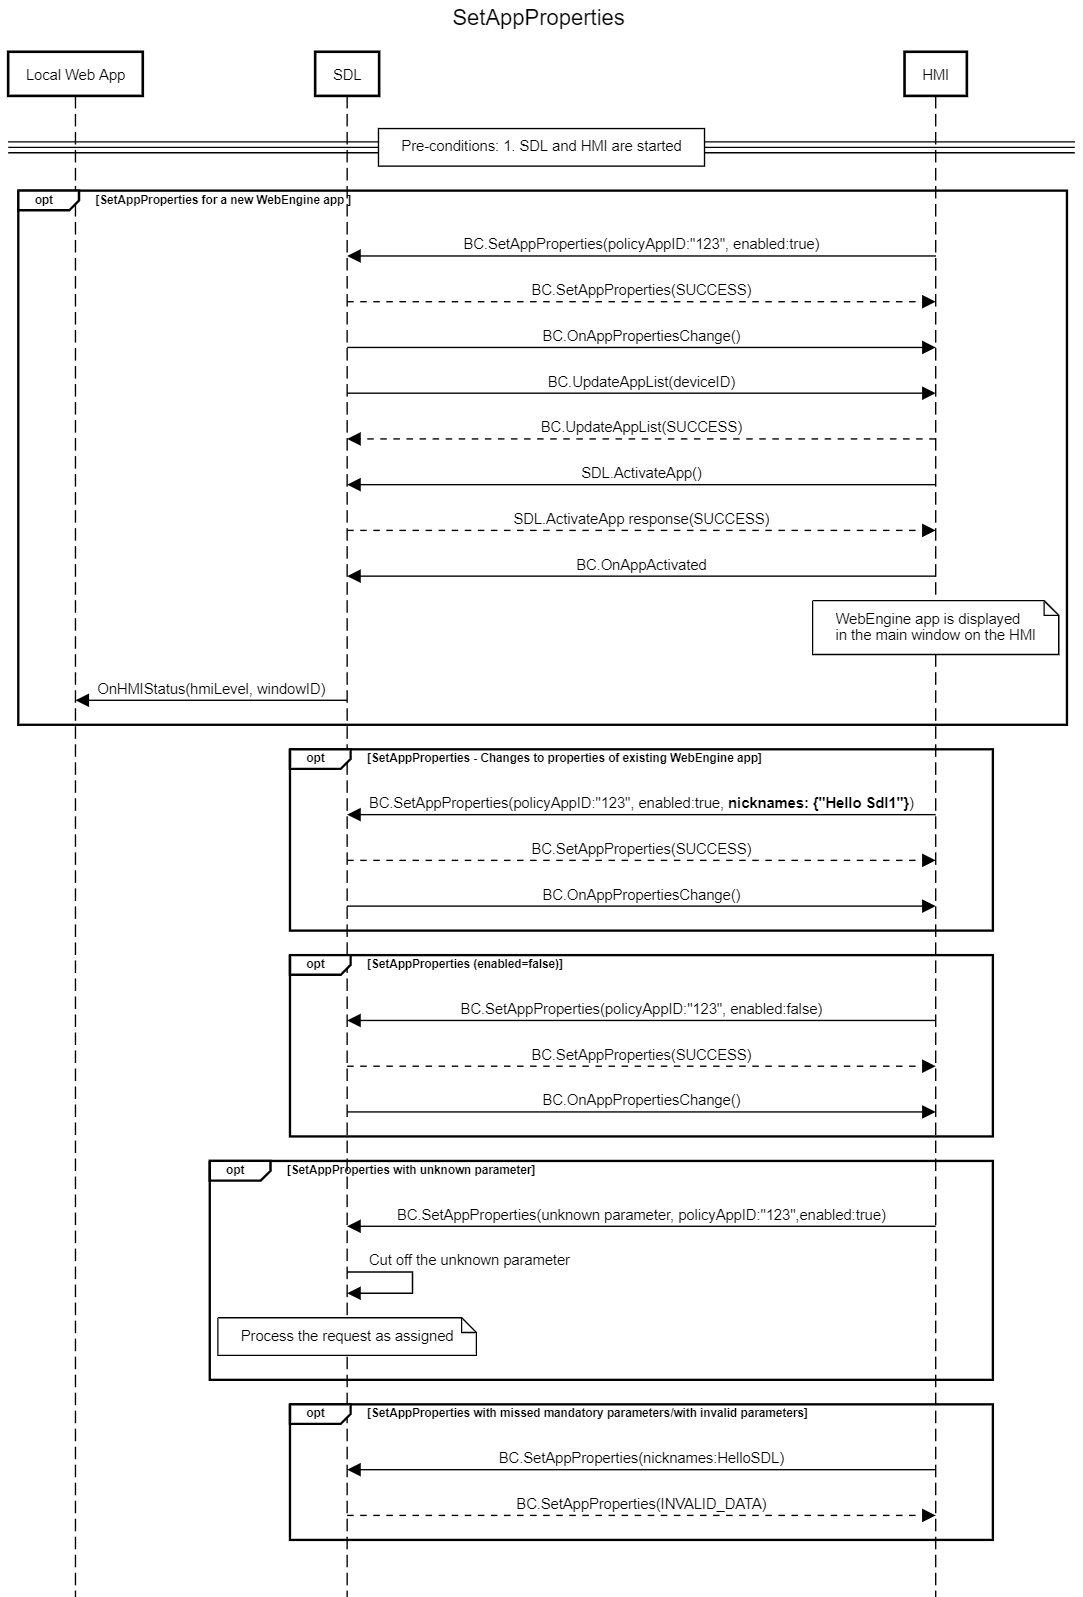 SetAppProperties
Local Web App
SDL
HMI
Pre-conditions: 1. SDL and HMI are started
opt
[SetAppProperties for a new WebEngine app ]
BC.SetAppProperties(policyAppID:"123", enabled:true)
BC.SetAppProperties(SUCCESS)
BC.OnAppPropertiesChange()
BC.UpdateAppList(deviceID)
BC.UpdateAppList(SUCCESS)
SDL.ActivateApp()
SDL.ActivateApp response(SUCCESS)
BC.OnAppActivated
WebEngine app is displayed
in the main window on the HMI
OnHMIStatus(hmiLevel, windowID)
opt
[SetAppProperties - Changes to properties of existing WebEngine app]
BC.SetAppProperties(policyAppID:"123", enabled:true, nicknames: {"Hello Sdl1"})
BC.SetAppProperties(SUCCESS)
BC.OnAppPropertiesChange()
opt
[SetAppProperties (enabled=false)]
BC.SetAppProperties(policyAppID:"123", enabled:false)
BC.SetAppProperties(SUCCESS)
BC.OnAppPropertiesChange()
opt
[SetAppProperties with unknown parameter]
BC.SetAppProperties(unknown parameter, policyAppID:"123",enabled:true)
Cut off the unknown parameter
Process the request as assigned
opt
[SetAppProperties with missed mandatory parameters/with invalid parameters]
BC.SetAppProperties(nicknames:HelloSDL)
BC.SetAppProperties(INVALID_DATA)